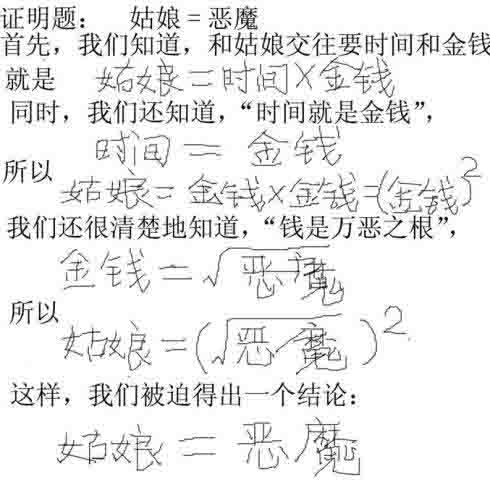 证明题： 姑娘 = 恶魔
首先，我们知道，和姑娘交往要时间和金钱
就是 姑娘=时间×金钱
同时，我们还知道，“时间就是金钱”，
时间 = 金钱
所以
姑娘=金钱×金钱=(金钱)²
我们还很清楚地知道，“钱是万恶之根”，
金钱=√恶魔
所以
姑娘=(√恶魔)²
这样，我们被迫得出一个结论：
姑娘=恶魔